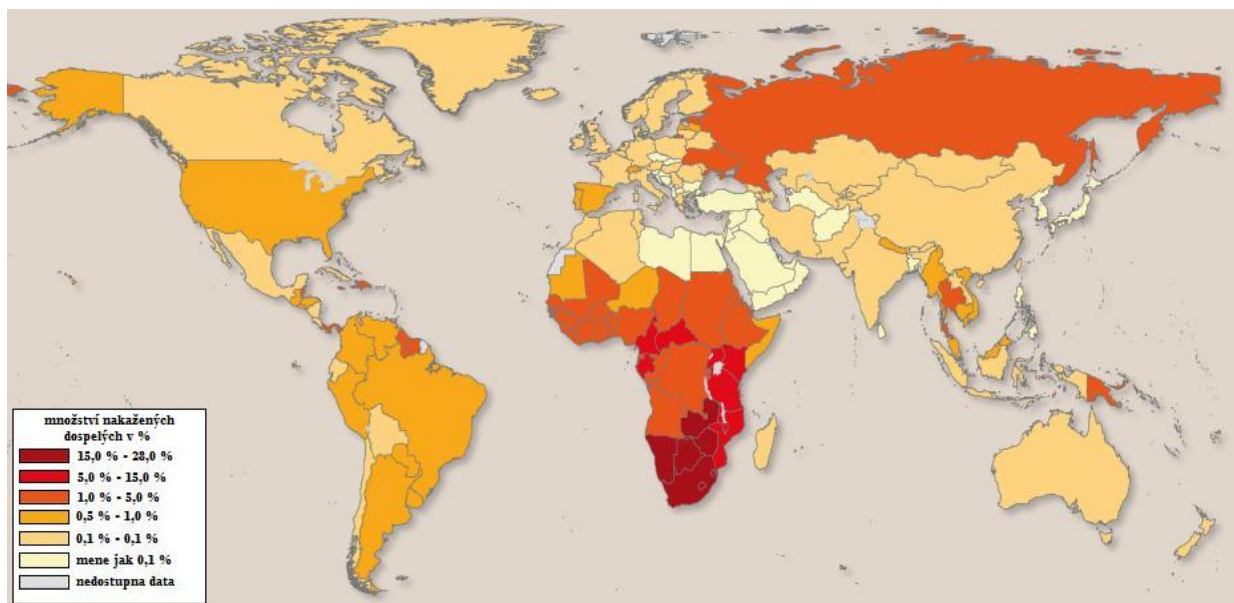 množství nakažených
dospelých v %
15,0 % - 28,0 %
5,0 % - 15,0 %
1,0 % - 5,0 %
0,5 % - 1,0 %
0,1 % - 0,1 %
mene jak 0,1 %
nedostupna data